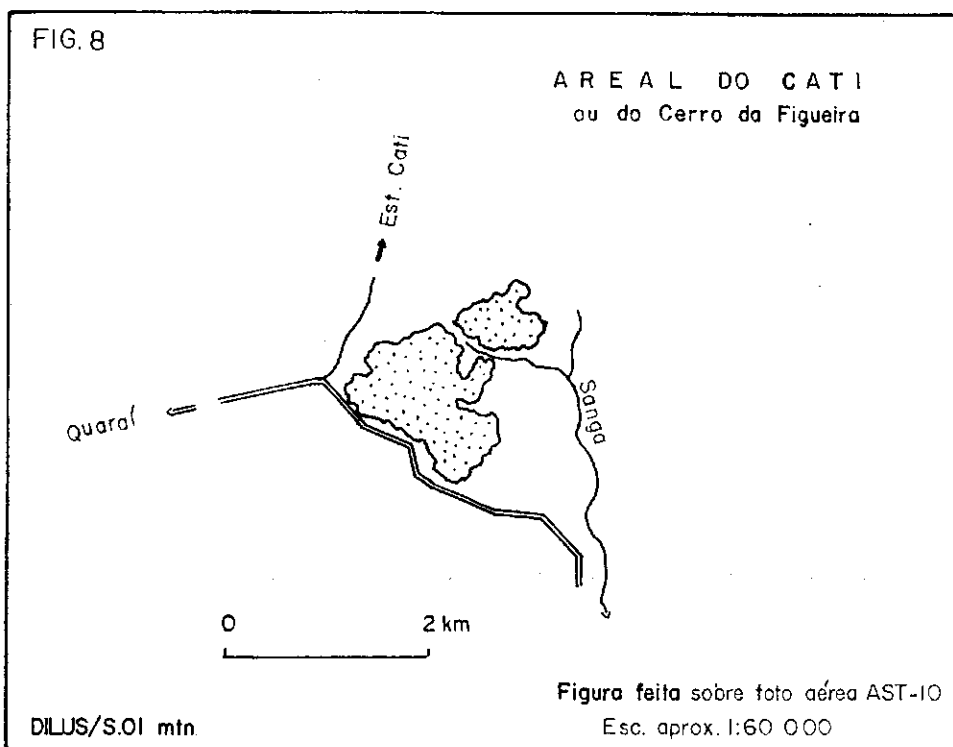 FIG. 8
AREAL DO CATI
ou do Cerro da Figueira
Est. Cati
Quaraí
Sanga
0 2 km
Figura feita sobre foto aérea AST-10
Esc. aprox. 1:60 000
DILUS/S.01 mtn